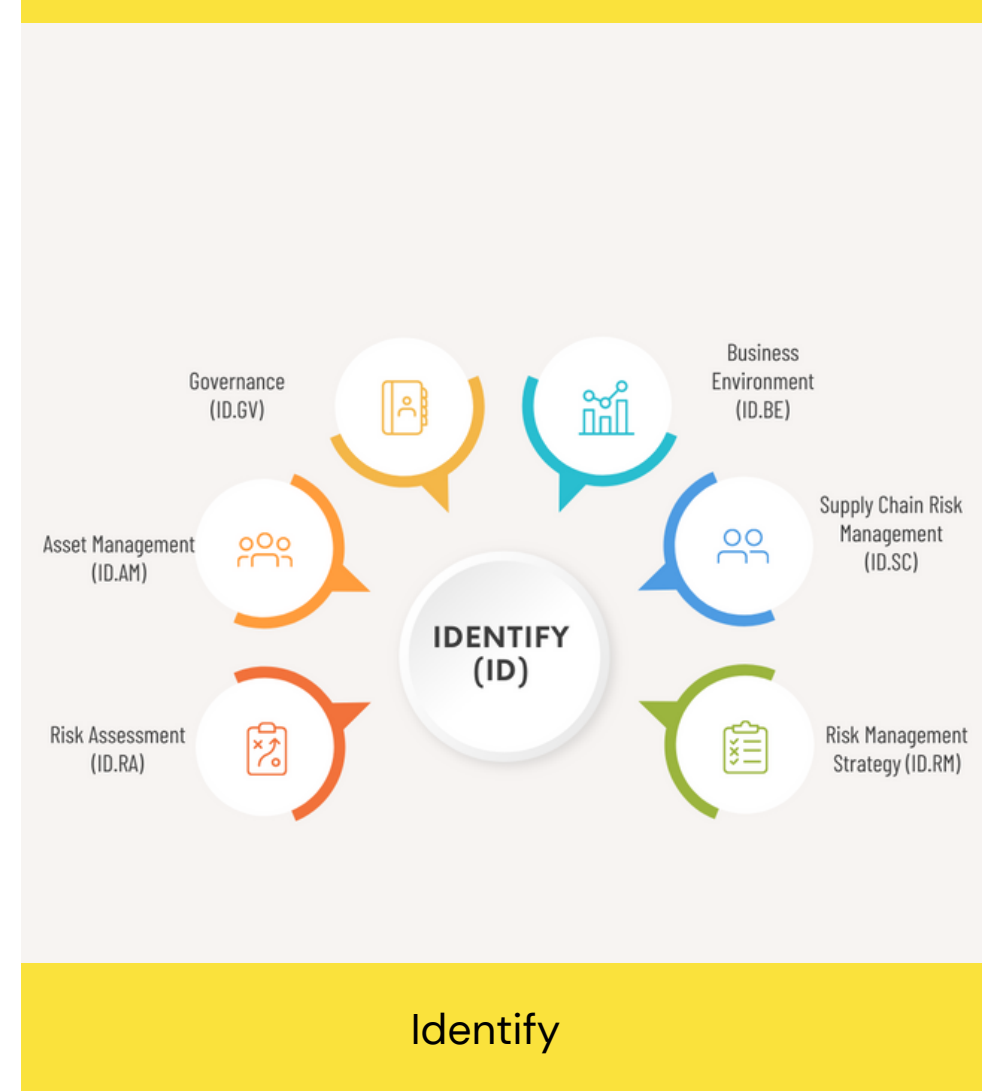 Governance
(ID.GV)
Business
Environment
(ID.BE)
Asset Management
(ID.AM)
Supply Chain Risk
Management
(ID.SC)
IDENTIFY
(ID)
Risk Assessment
(ID.RA)
Risk Management
Strategy (ID.RM)
Identify